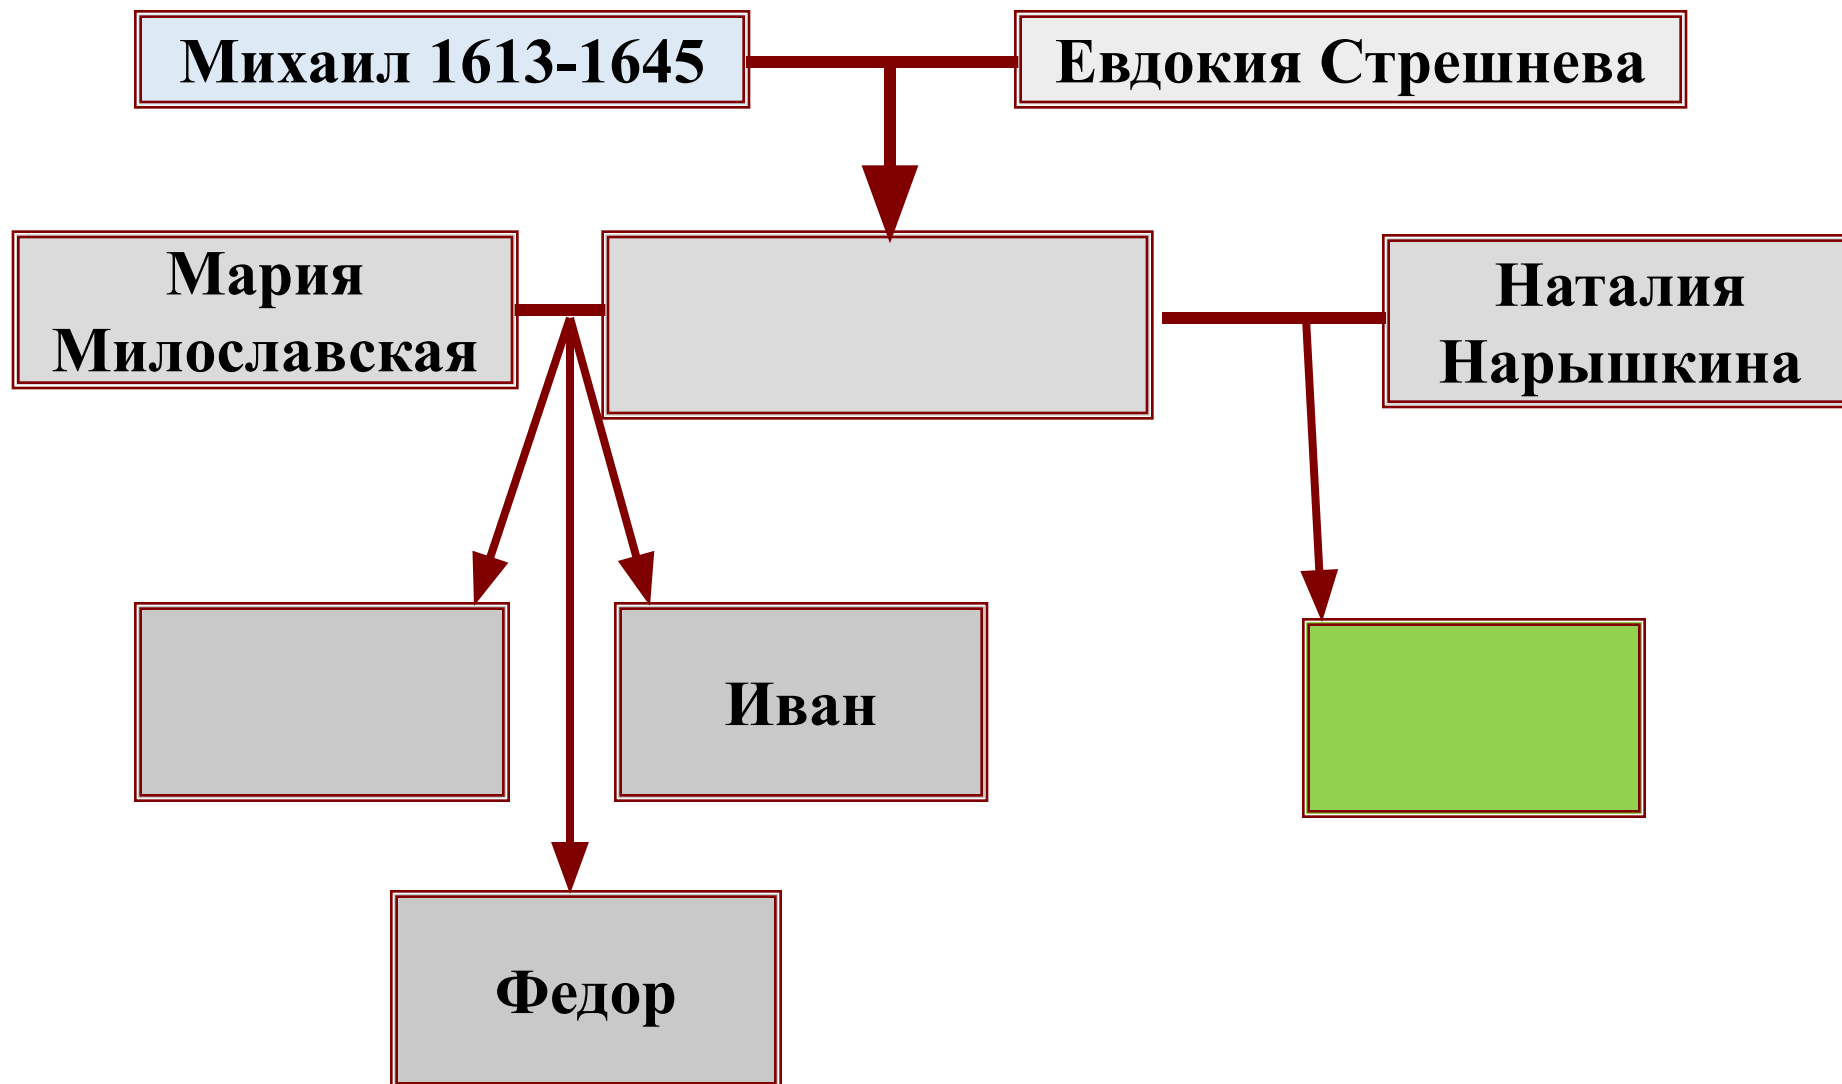 Михаил 1613-1645
Евдокия Стрешнева
Мария
Милославская
Наталия
Нарышкина
Иван
Федор